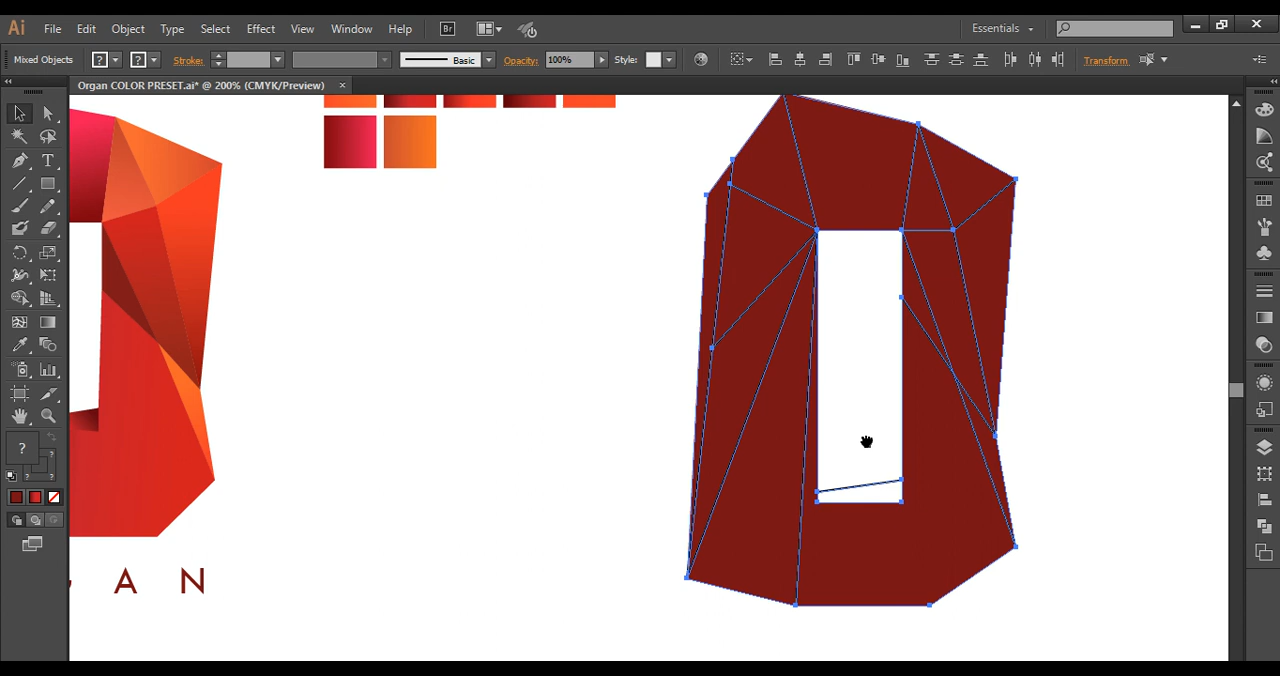 Ai File Edit Object Type Select Effect View Window Help Br Essentials
Mixed Objects ? ? Stroke: Basic Opacity: 100% Style: Transform
Organ COLOR PRESET.ai* @ 200% (CMYK/Preview) ×
T
?
? ?
A N